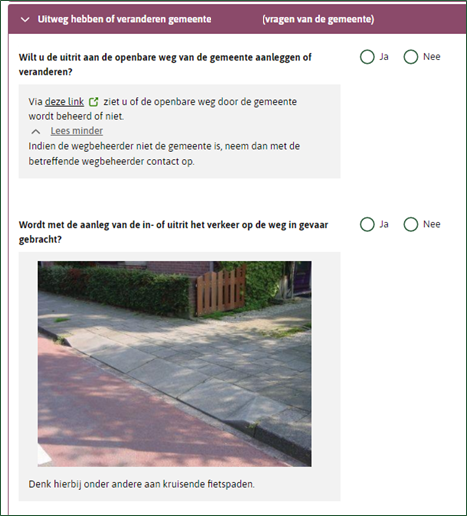 Uitweg hebben of veranderen gemeente (vragen van de gemeente)
Wilt u de uitrit aan de openbare weg van de gemeente aanleggen of
veranderen?
Ja Nee
Via deze link ziet u of de openbare weg door de gemeente
wordt beheerd of niet.
Lees minder
Indien de wegbeheerder niet de gemeente is, neem dan met de
betreffende wegbeheerder contact op.
Wordt met de aanleg van de in- of uitrit het verkeer op de weg in gevaar
gebracht?
Ja Nee
Denk hierbij onder andere aan kruisende fietspaden.